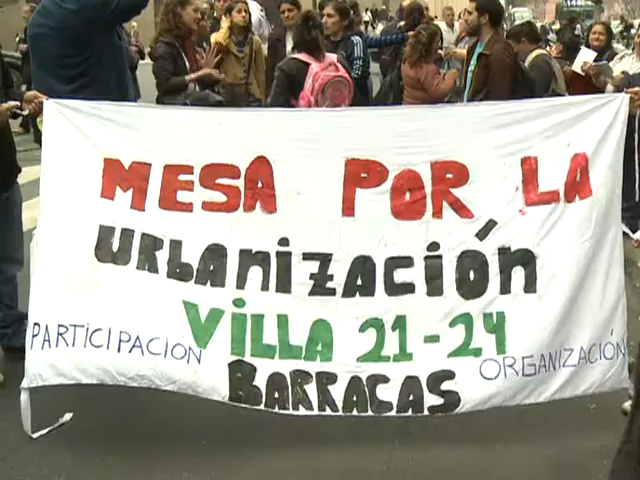 MESA POR LA
URBANIZACIÓN
VILLA 21-24
PARTICIPACION
ORGANIZACIÓN
BARRACAS